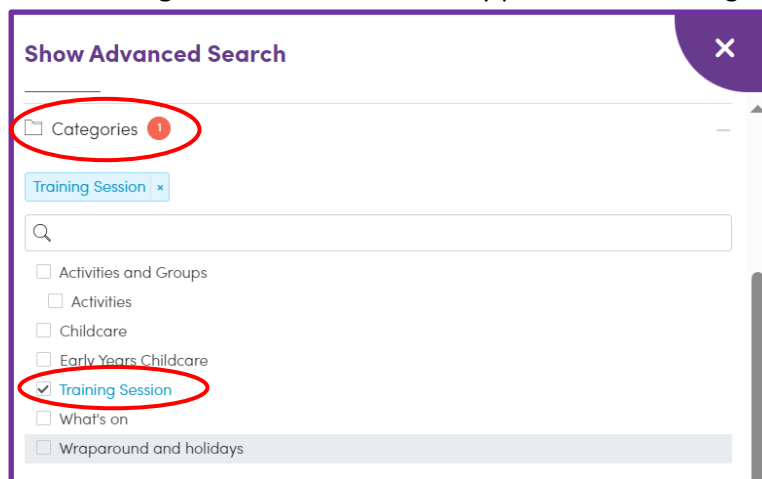 Show Advanced Search
Categories 1
Training Session ×
Activities and Groups
Activities
Childcare
Early Years Childcare
Training Session
What's on
Wraparound and holidays